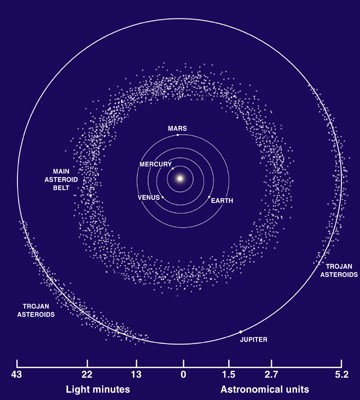 MARS
MERCURY
MAIN
ASTEROID
BELT
VENUS
EARTH
TROJAN
ASTEROIDS
TROJAN
ASTEROIDS
JUPITER
43 22 13 0 1.5 2.7 5.2
Light minutes Astronomical units